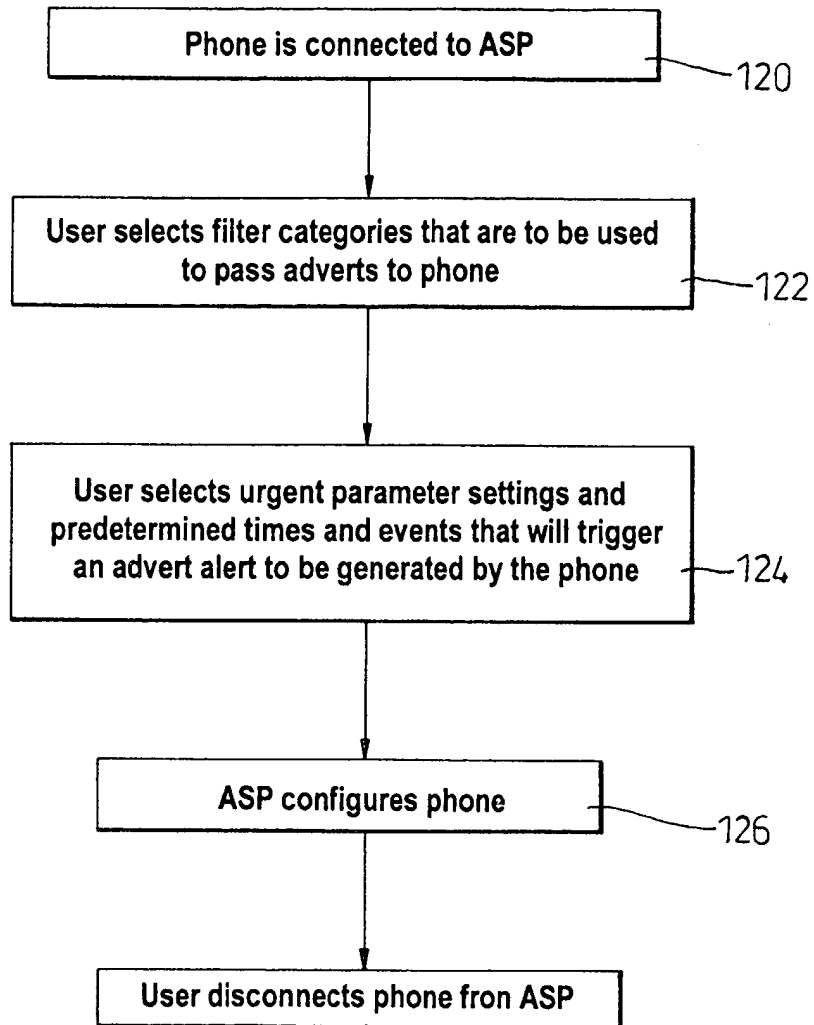 Phone is connected to ASP
120
User selects filter categories that are to be used
to pass adverts to phone
122
User selects urgent parameter settings and
predetermined times and events that will trigger
an advert alert to be generated by the phone
124
ASP configures phone
126
User disconnects phone fron ASP